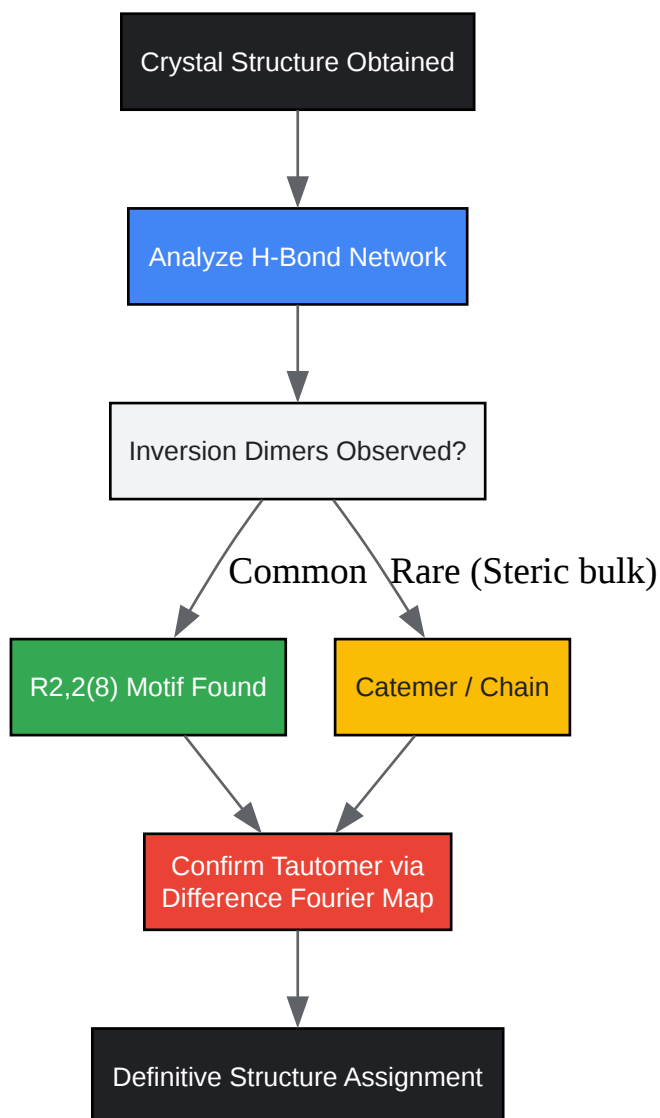 Crystal Structure Obtained
Analyze H-Bond Network
Inversion Dimers Observed?
Common
Rare (Steric bulk)
R2,2(8) Motif Found
Catemer / Chain
Confirm Tautomer via
Difference Fourier Map
Definitive Structure Assignment